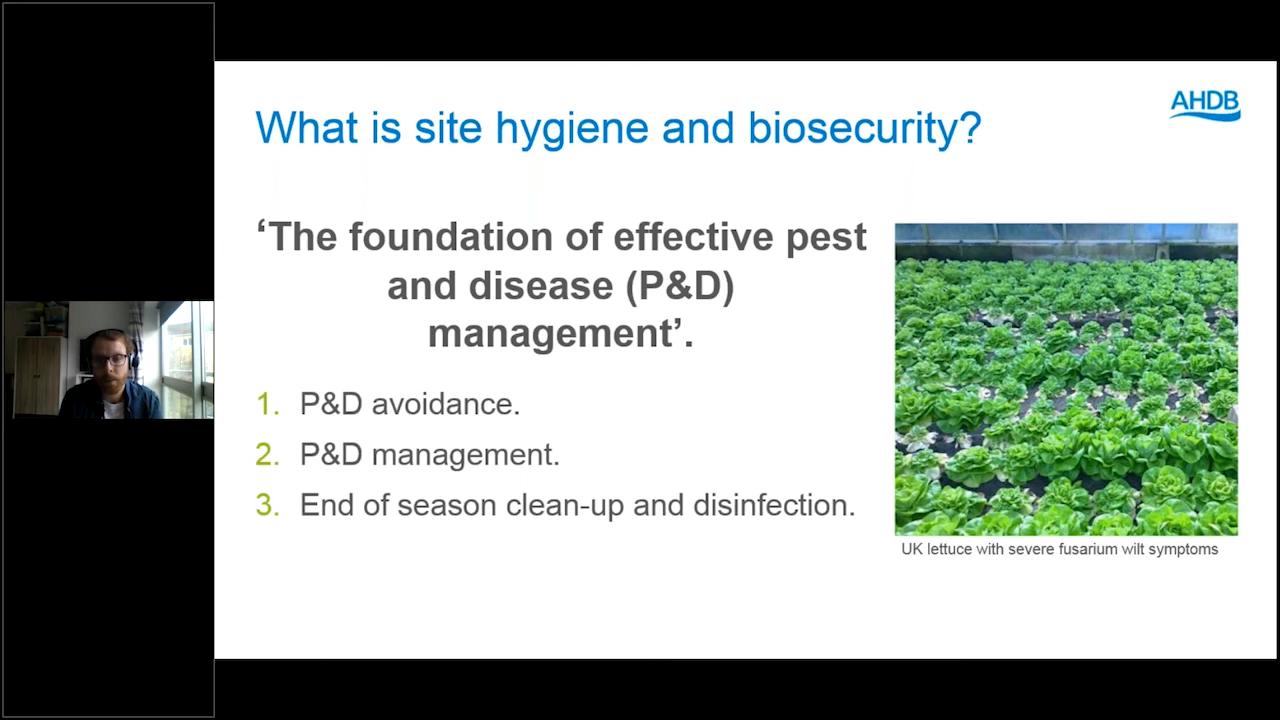 AHDB
What is site hygiene and biosecurity?
‘The foundation of effective pest
and disease (P&D)
management’.
1. P&D avoidance.
2. P&D management.
3. End of season clean-up and disinfection.
UK lettuce with severe fusarium wilt symptoms